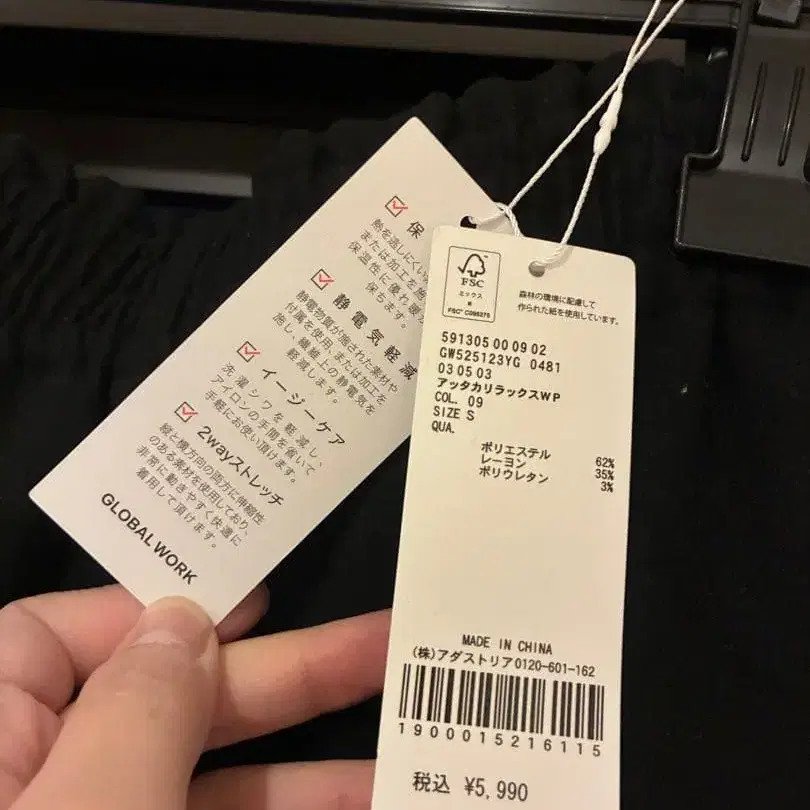 保
熱を通しにくい
または加工を施
保温性に優れ暖
保ちます。
静電気軽減
静電物質が施された素材や
付属を使用、または加工を
施し、繊維上の静電気を
軽減します。
イージーケア
洗濯シワを軽減し、
アイロンの手間を省いて
手軽にお使い頂けます。
2wayストレッチ
縦と横方向の両方に伸縮性
のある素材を使用しており、
非常に動きやすく快適に
着用して頂けます。
GLOBAL WORK
FSC
ミックス
紙
FSC® C095275
森林の環境に配慮して
作られた紙を使用しています。
591305 00 09 02
GW525123YG 0481
03 05 03
アッタカリラックスWP
COL. 09
SIZE S
QUA.
ポリエステル 62%
レーヨン 35%
ポリウレタン 3%
MADE IN CHINA
(株)アダストリア0120-601-162
1900015216115
税込 ¥5,990